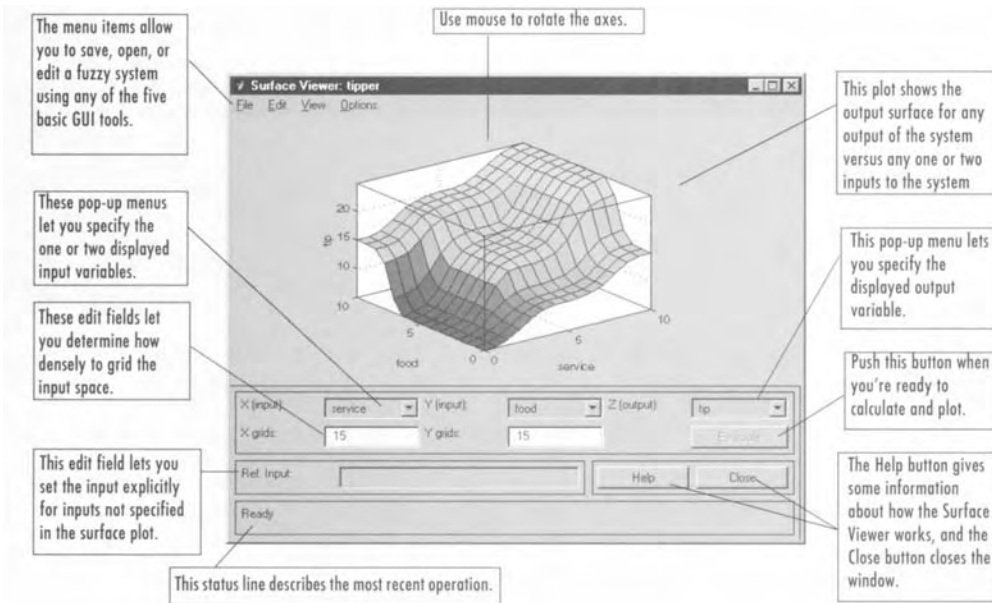 Use mouse to rotate the axes.
The menu items allow
you to save, open, or
edit a fuzzy system
using any of the five
basic GUI tools.
Surface Viewer: tipper
File Edit View Options
This plot shows the
output surface for any
output of the system
versus any one or two
inputs to the system
These pop-up menus
let you specify the
one or two displayed
input variables.
20
15
10
tip
10
5
0
food
0
5
10
service
This pop-up menu lets
you specify the
displayed output
variable.
These edit fields let
you determine how
densely to grid the
input space.
Push this button when
you're ready to
calculate and plot.
X (input): service Y (input): food Z (output): tip
X grids: 15 Y grids: 15 Evaluate
This edit field lets you
set the input explicitly
for inputs not specified
in the surface plot.
Ref. Input:
Help Close
Ready
The Help button gives
some information
about how the Surface
Viewer works, and the
Close button closes the
window.
This status line describes the most recent operation.